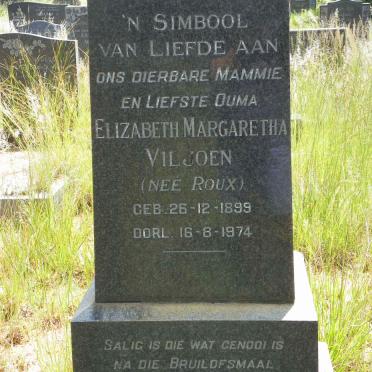 'N SIMBOOL
VAN LIEFDE AAN
ONS DIERBARE MAMMIE
EN LIEFSTE OUMA
ELIZABETH MARGARETHA
VILJOEN
(NEE ROUX)
GEB. 26-12-1899
OORL. 16-8-1974
SALIG IS DIE WAT GENOOI IS
NA DIE BRUILOFSMAAL